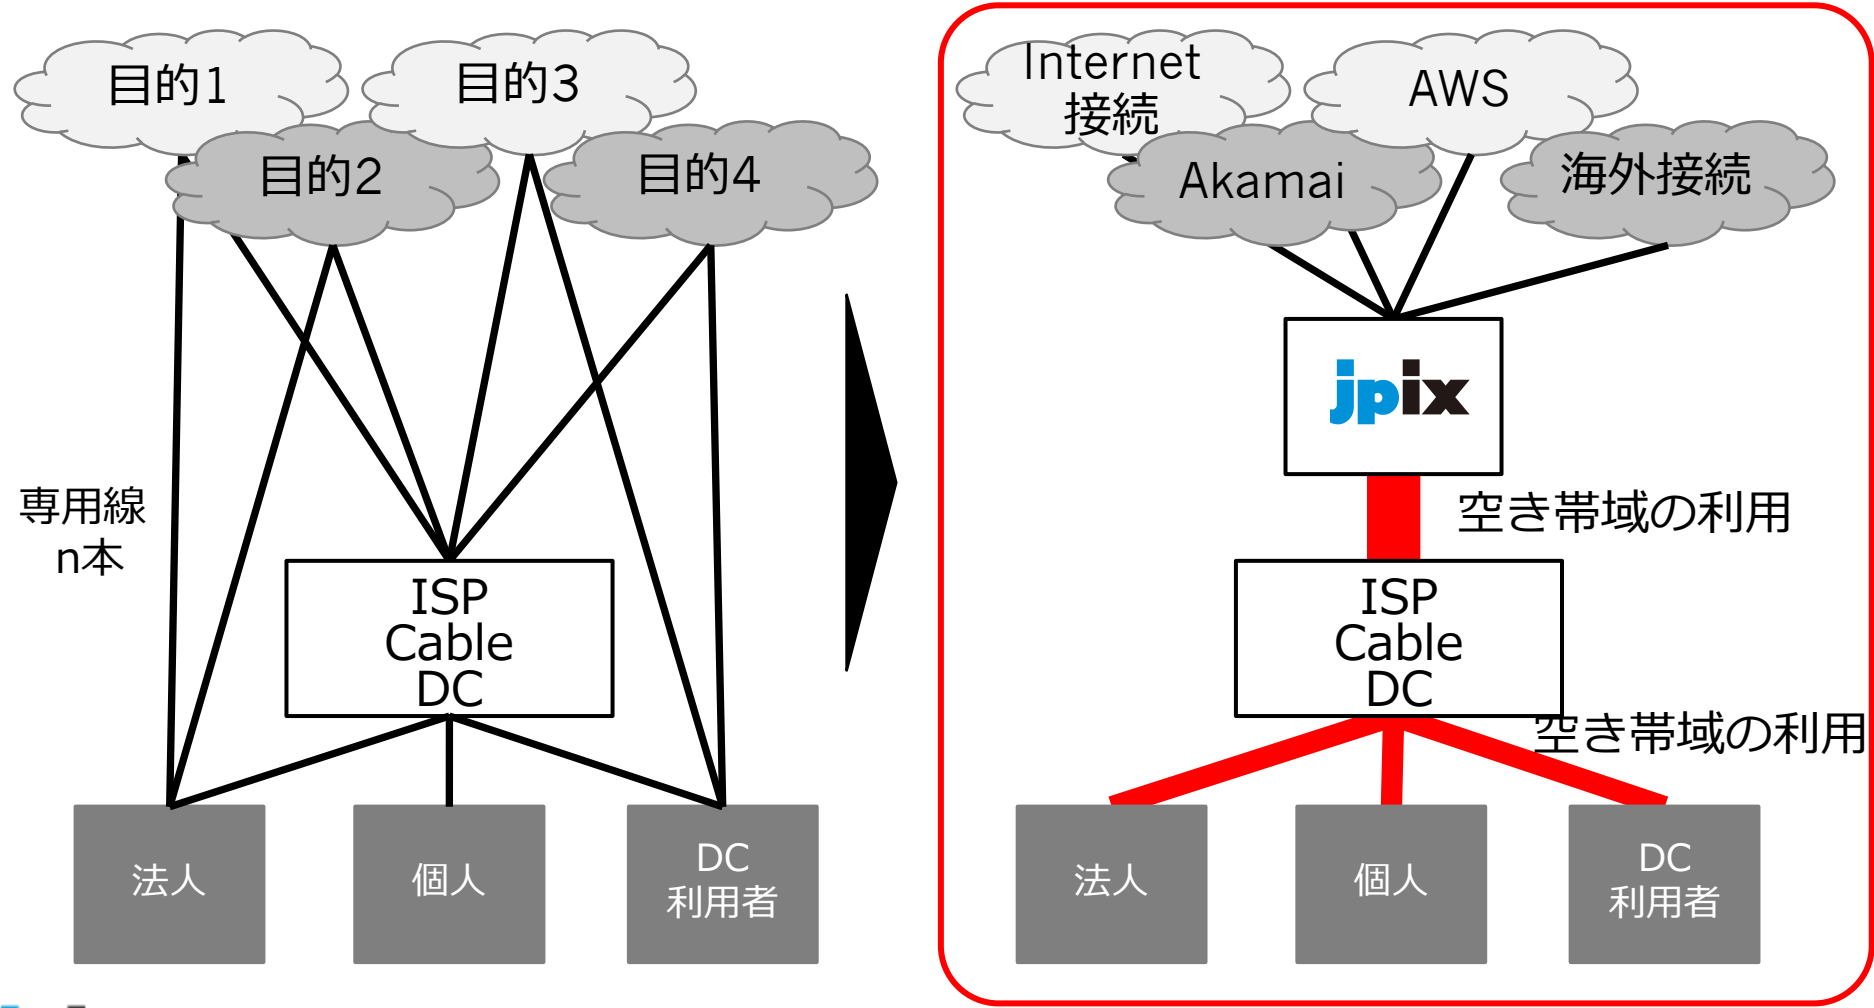 目的1
目的3
目的2
目的4
専用線
n本
ISP
Cable
DC
法人
個人
DC
利用者
Internet
接続
AWS
Akamai
海外接続
jpix
空き帯域の利用
ISP
Cable
DC
空き帯域の利用
法人
個人
DC
利用者